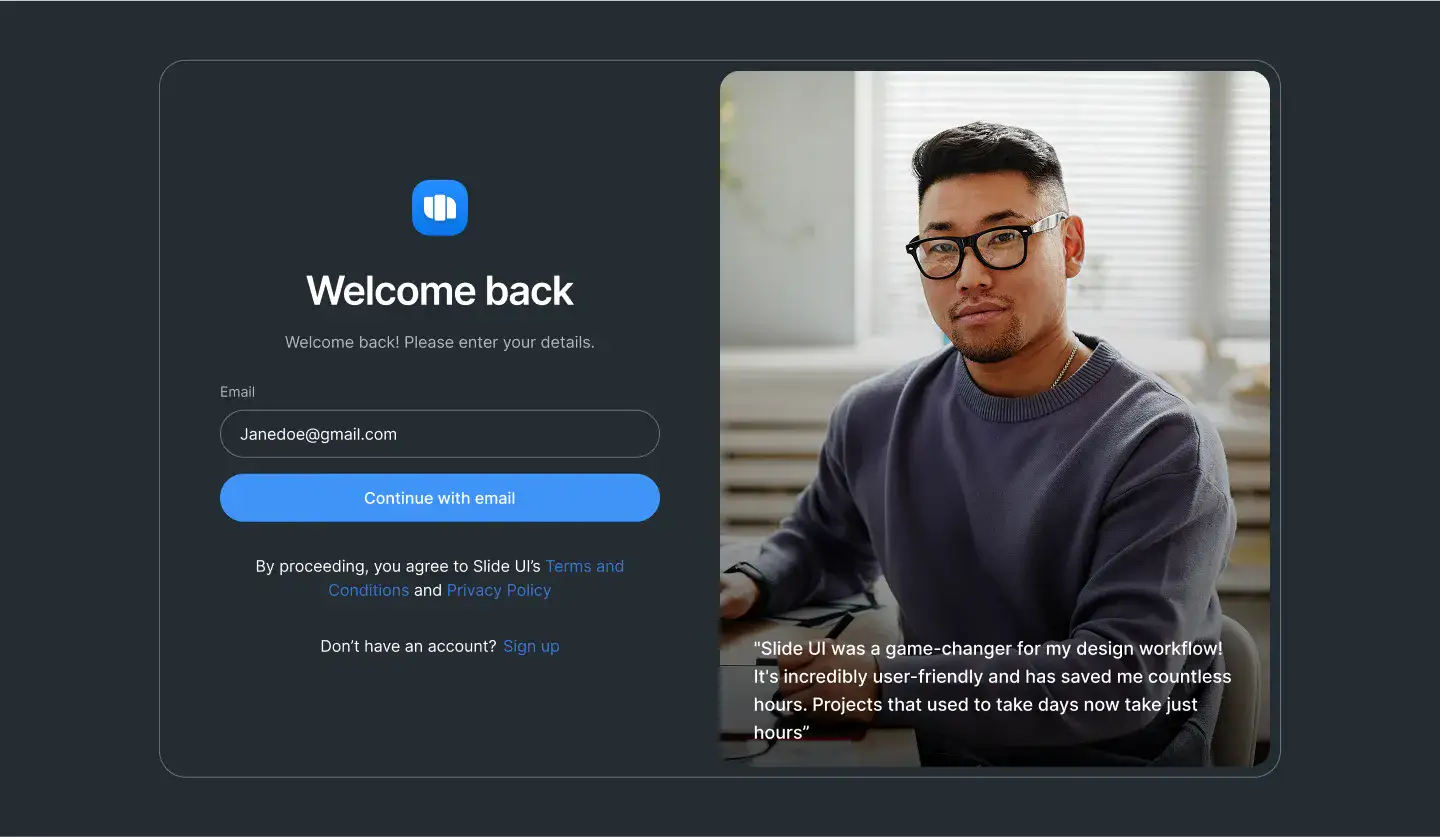 Welcome back
Welcome back! Please enter your details.
Email
Janedoe@gmail.com
Continue with email
By proceeding, you agree to Slide UI’s Terms and
Conditions and Privacy Policy
Don’t have an account? Sign up
"Slide UI was a game-changer for my design workflow!
It's incredibly user-friendly and has saved me countless
hours. Projects that used to take days now take just
hours”